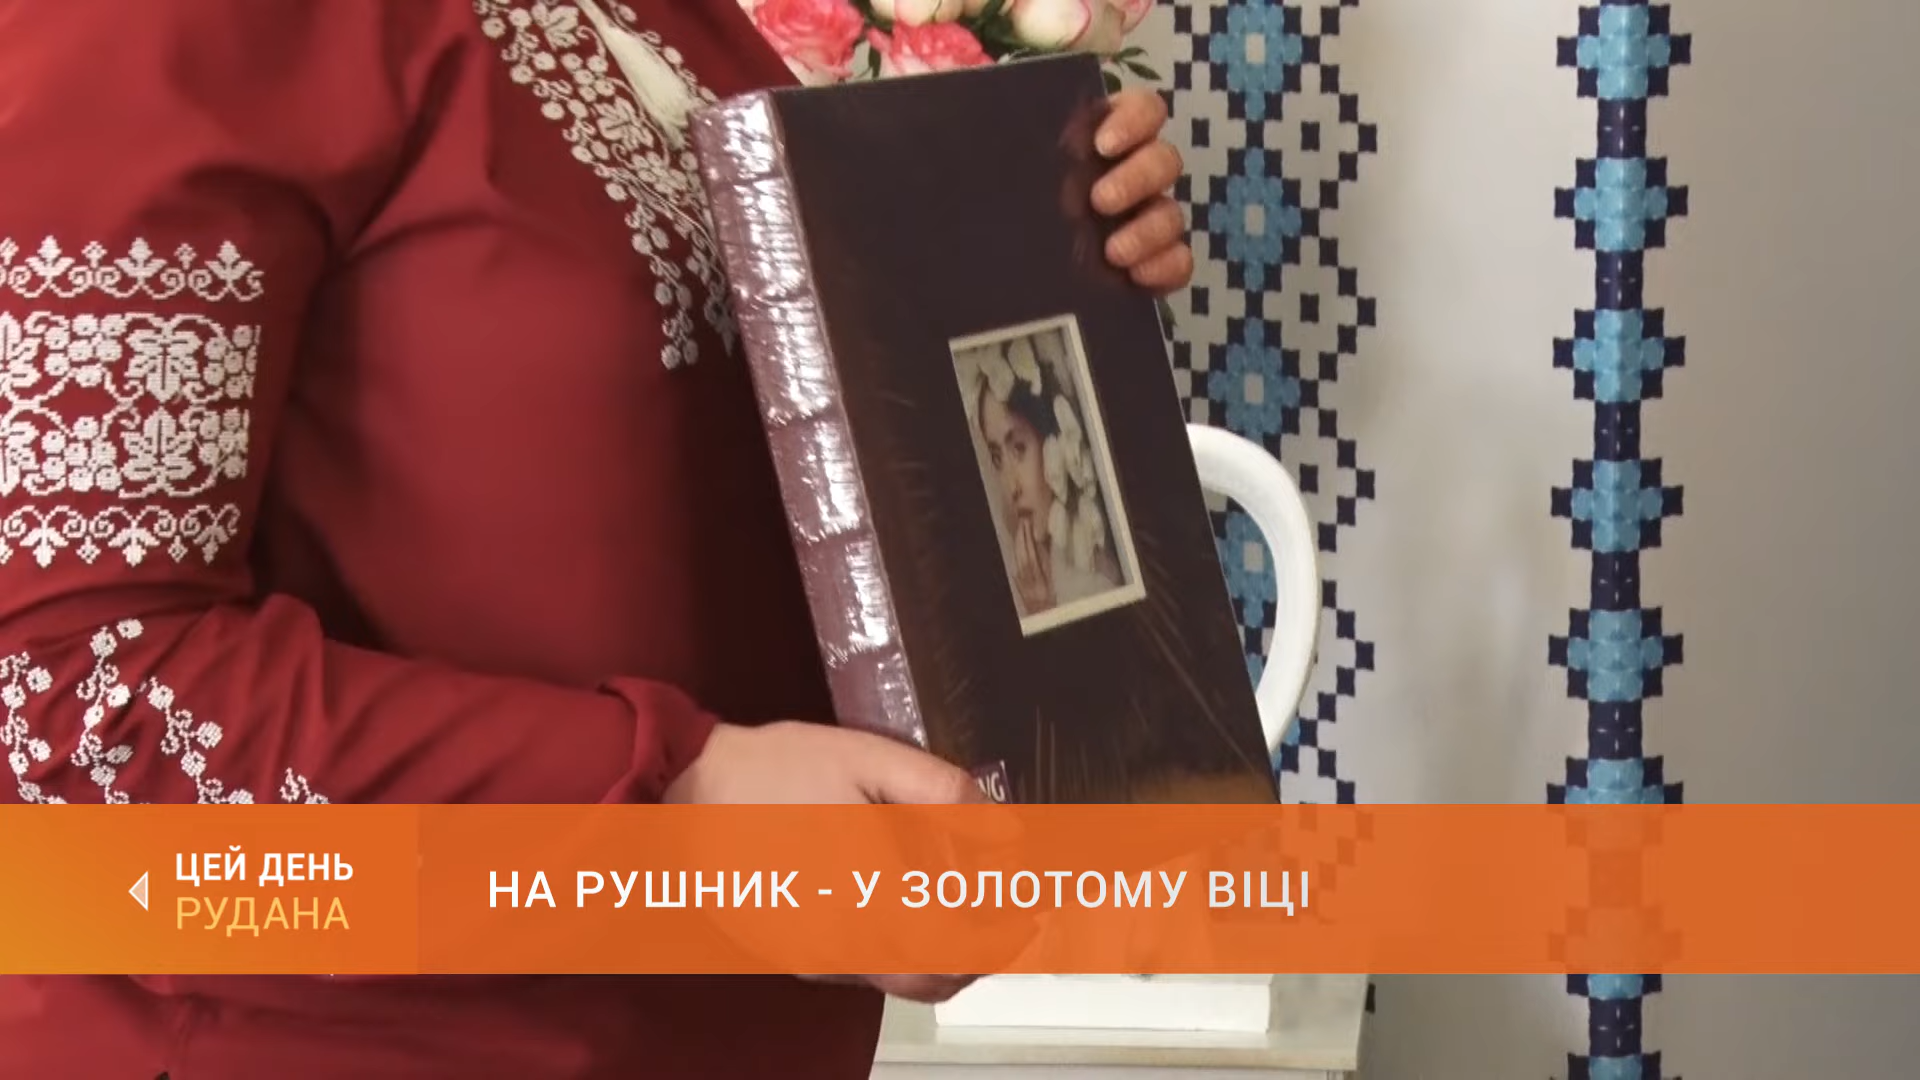 ЦЕЙ ДЕНЬ
РУДАНА
НА РУШНИК - У ЗОЛОТОМУ ВІЦІ